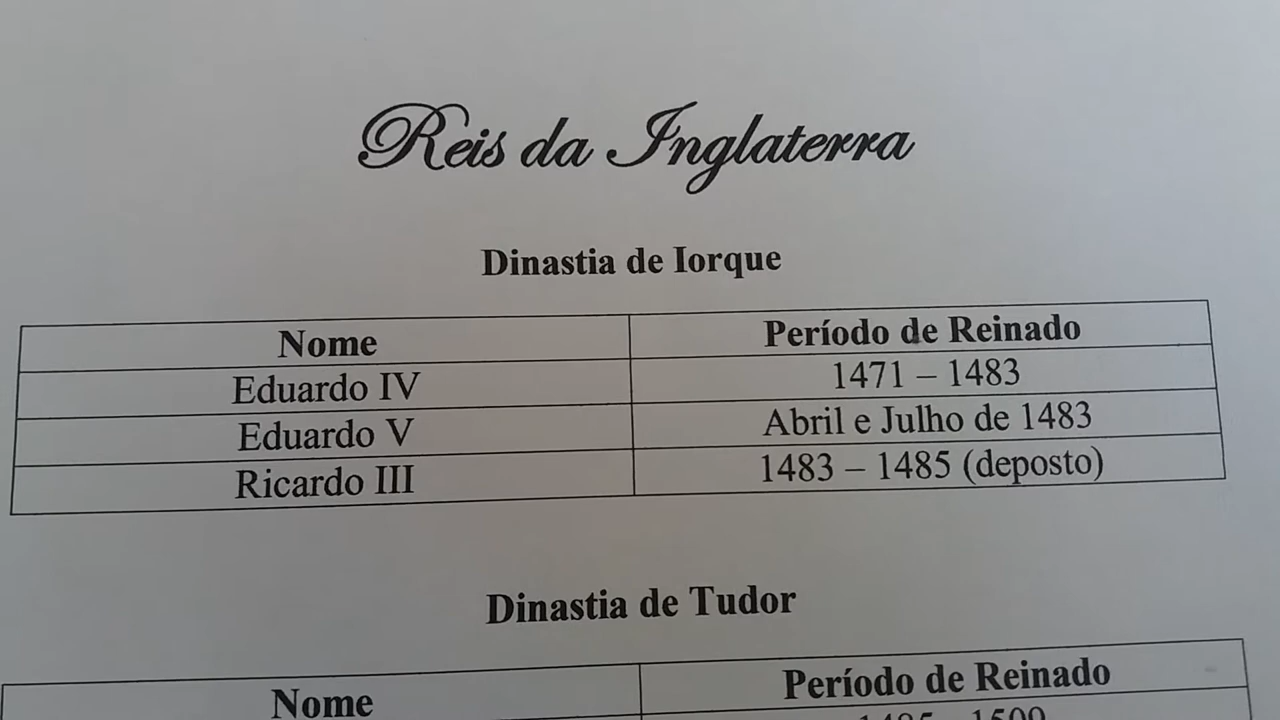 Reis da Inglaterra
Dinastia de Iorque
Nome Período de Reinado
Eduardo IV 1471 – 1483
Eduardo V Abril e Julho de 1483
Ricardo III 1483 – 1485 (deposto)
Dinastia de Tudor
Nome Período de Reinado